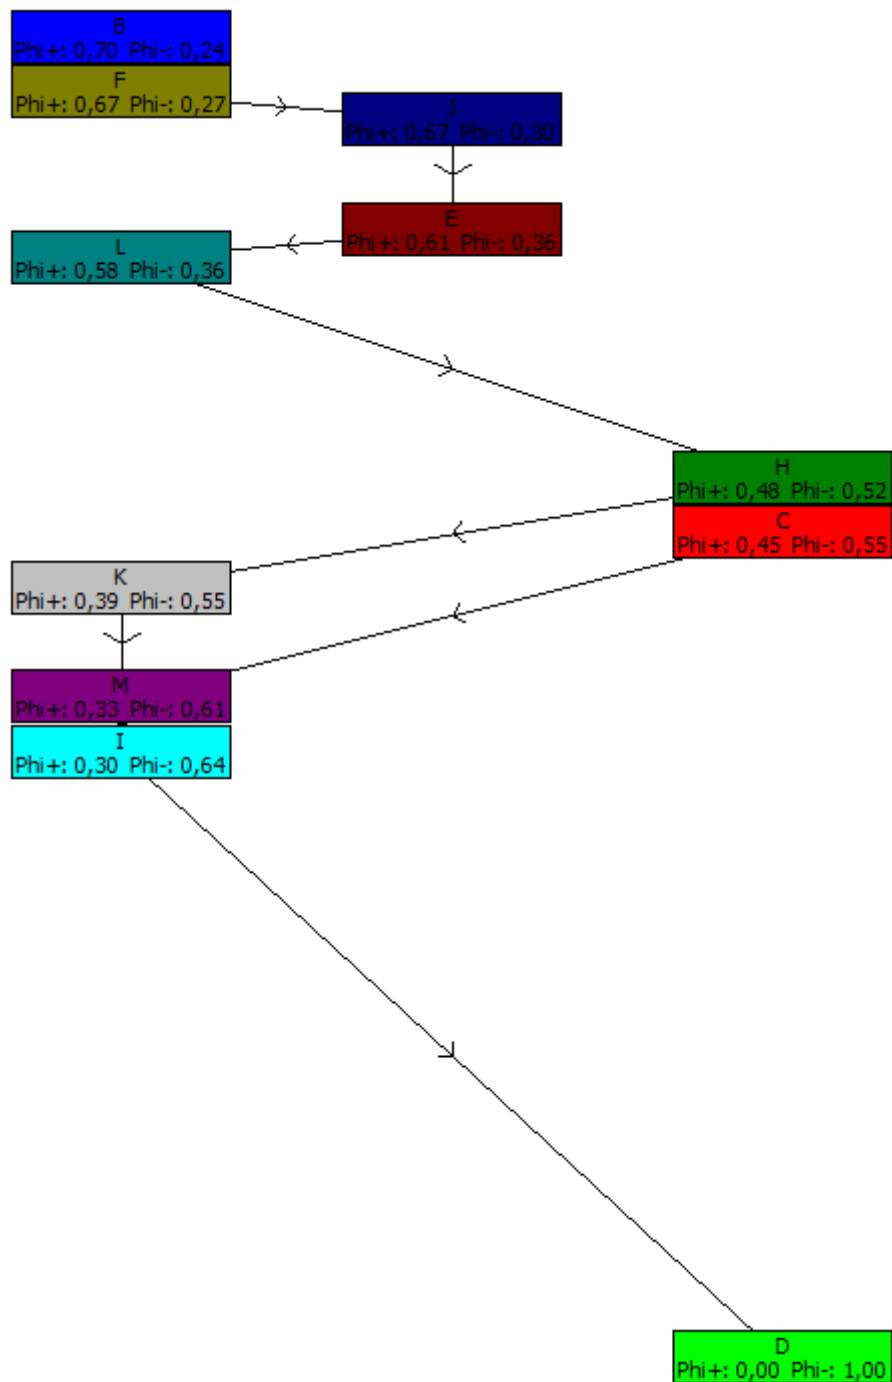 B
Phi+: 0,70 Phi-: 0,24
F
Phi+: 0,67 Phi-: 0,27
J
Phi+: 0,67 Phi-: 0,30
E
Phi+: 0,61 Phi-: 0,36
L
Phi+: 0,58 Phi-: 0,36
H
Phi+: 0,48 Phi-: 0,52
C
Phi+: 0,45 Phi-: 0,55
K
Phi+: 0,39 Phi-: 0,55
M
Phi+: 0,33 Phi-: 0,61
I
Phi+: 0,30 Phi-: 0,64
D
Phi+: 0,00 Phi-: 1,00